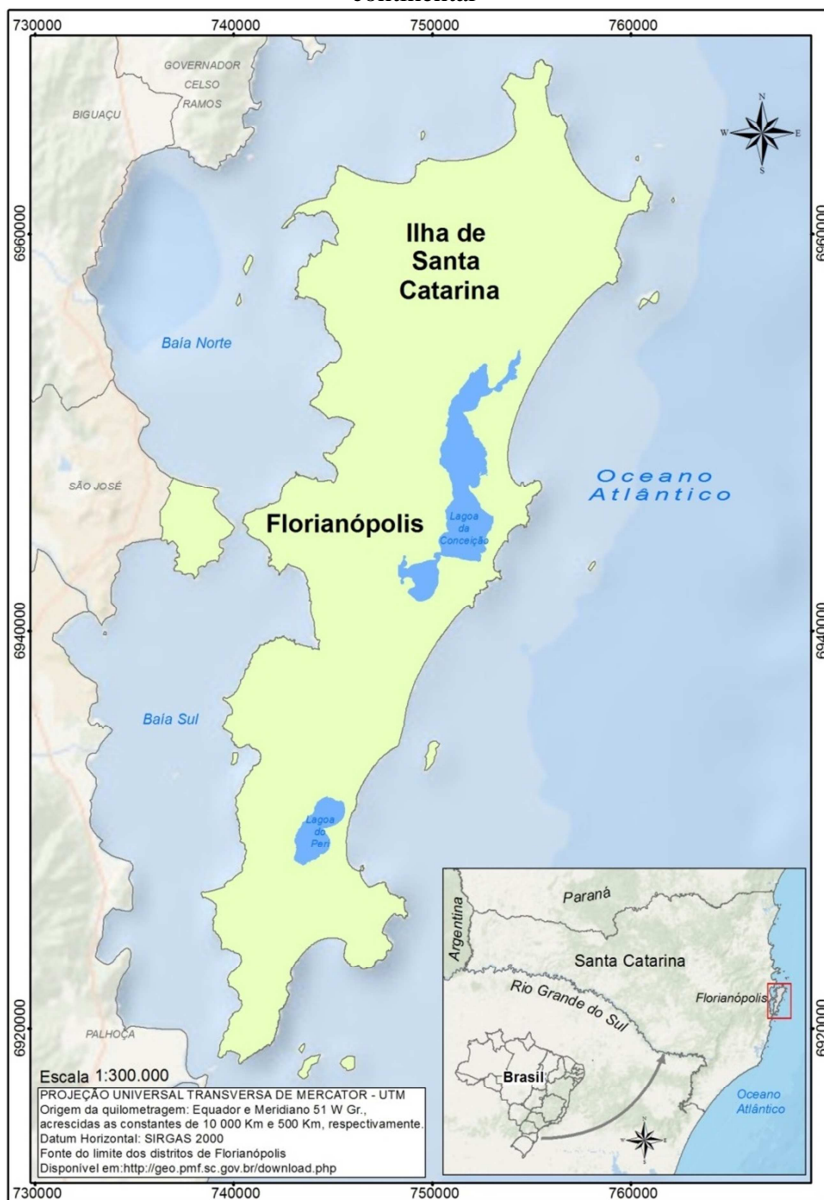 continental
730000 740000 750000 760000
GOVERNADOR
CELSO
RAMOS
BIGUAÇU
N
W E
S
6960000 6960000
Ilha de
Santa
Catarina
Baía Norte
SÃO JOSÉ
Oceano
Atlântico
Florianópolis
Lagoa
da
Conceição
6940000 6940000
Baía Sul
Lagoa
do
Peri
Argentina
Paraná
Santa Catarina
Florianópolis
Rio Grande do Sul
Brasil
Oceano
Atlântico
PALHOÇA
6920000 6920000
Escala 1:300.000
PROJEÇÃO UNIVERSAL TRANSVERSA DE MERCATOR - UTM
Origem da quilometragem: Equador e Meridiano 51 W Gr.,
acrescidas as constantes de 10 000 Km e 500 Km, respectivamente.
Datum Horizontal: SIRGAS 2000
Fonte do limite dos distritos de Florianópolis
Disponível em:http://geo.pmf.sc.gov.br/download.php
730000 740000 750000 760000